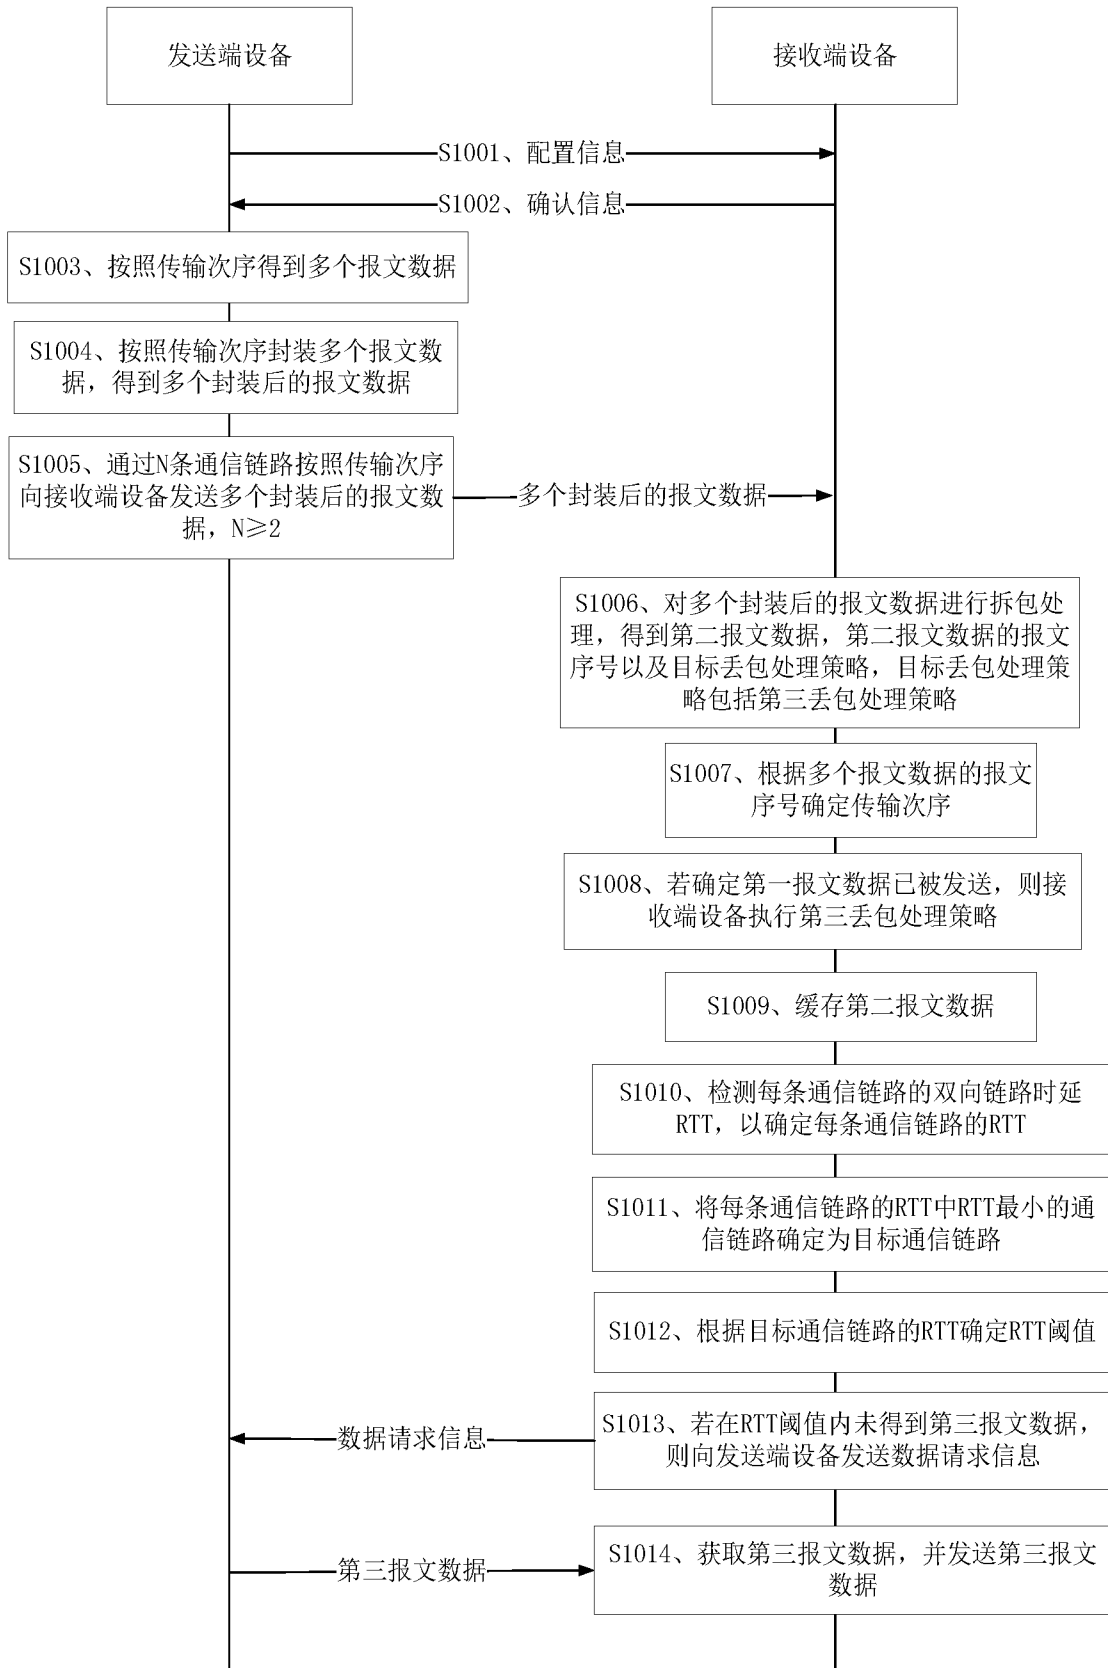 发送端设备
接收端设备
S1001、配置信息
S1002、确认信息
S1003、按照传输次序得到多个报文数据
S1004、按照传输次序封装多个报文数
据，得到多个封装后的报文数据
S1005、通过N条通信链路按照传输次序
向接收端设备发送多个封装后的报文数
据，N≥2
多个封装后的报文数据
S1006、对多个封装后的报文数据进行拆包处
理，得到第二报文数据，第二报文数据的报文
序号以及目标丢包处理策略，目标丢包处理策
略包括第三丢包处理策略
S1007、根据多个报文数据的报文
序号确定传输次序
S1008、若确定第一报文数据已被发送，则接
收端设备执行第三丢包处理策略
S1009、缓存第二报文数据
S1010、检测每条通信链路的双向链路时延
RTT，以确定每条通信链路的RTT
S1011、将每条通信链路的RTT中RTT最小的通
信链路确定为目标通信链路
S1012、根据目标通信链路的RTT确定RTT阈值
S1013、若在RTT阈值内未得到第三报文数据，
则向发送端设备发送数据请求信息
数据请求信息
S1014、获取第三报文数据，并发送第三报文
数据
第三报文数据